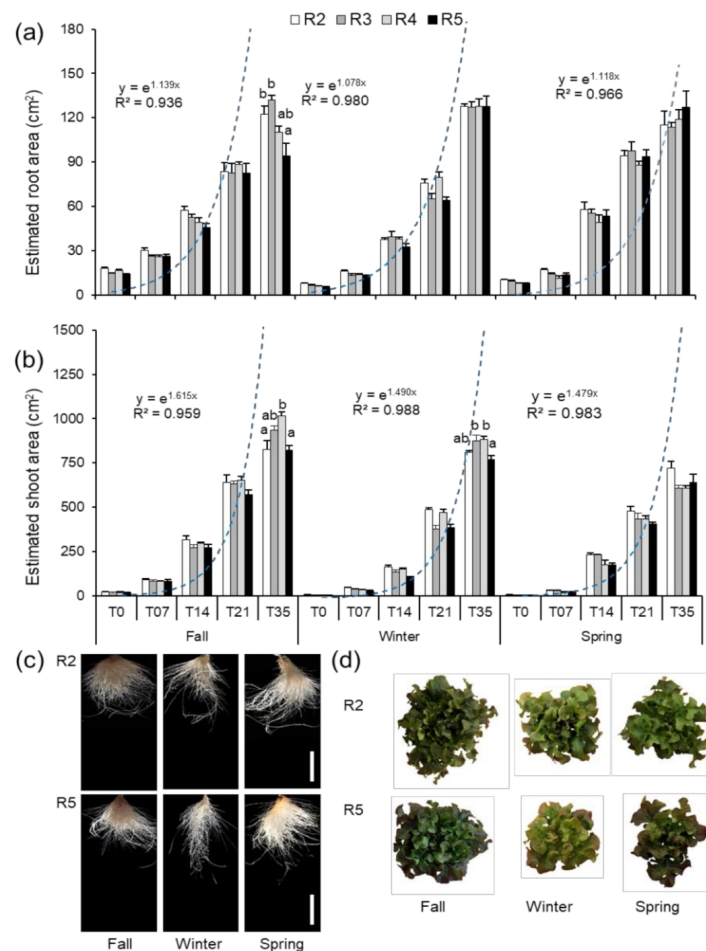 (a)
R2 R3 R4 R5
Estimated root area (cm²)
180
150
120
90
60
30
0
y = e^1.139x
R² = 0.936
b
b
ab
a
y = e^1.078x
R² = 0.980
y = e^1.118x
R² = 0.966
(b)
Estimated shoot area (cm²)
1500
1250
1000
750
500
250
0
y = e^1.615x
R² = 0.959
a
ab
b
a
y = e^1.490x
R² = 0.988
ab
b
b
a
y = e^1.479x
R² = 0.983
T0 T07 T14 T21 T35 T0 T07 T14 T21 T35 T0 T07 T14 T21 T35
Fall Winter Spring
(c)
R2
R5
Fall Winter Spring
(d)
R2
R5
Fall Winter Spring